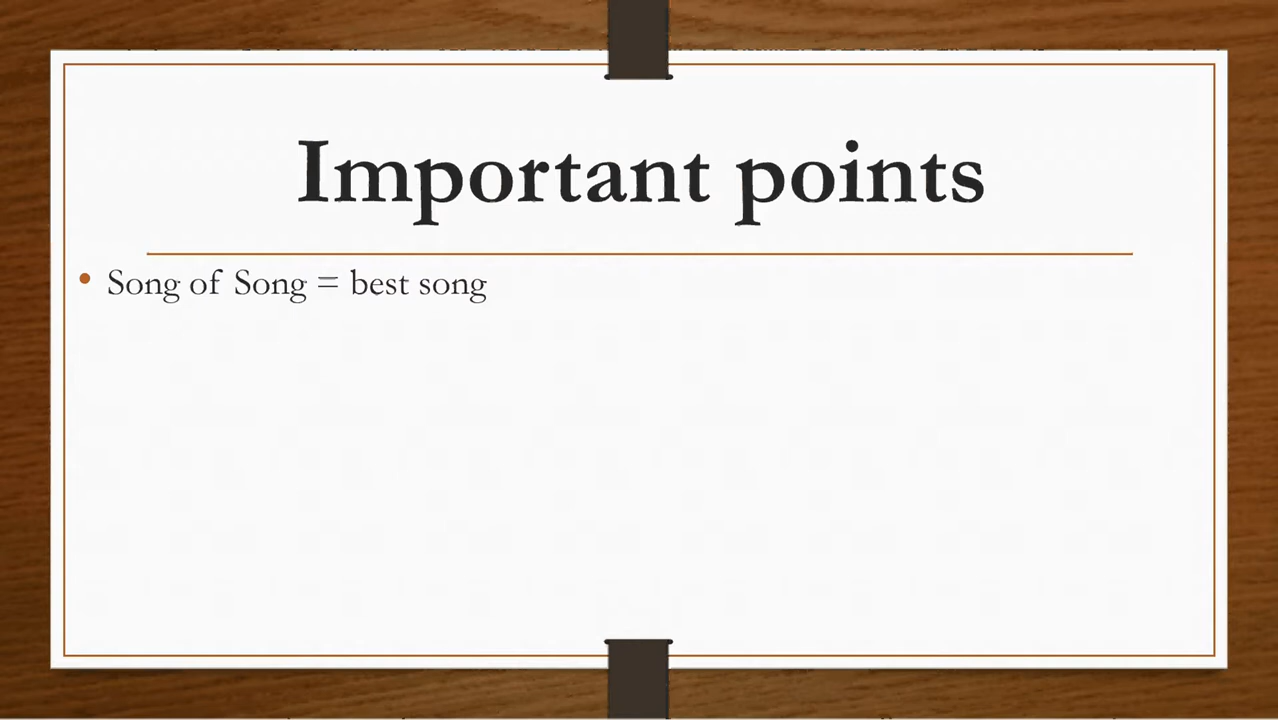 Important points
• Song of Song = best song